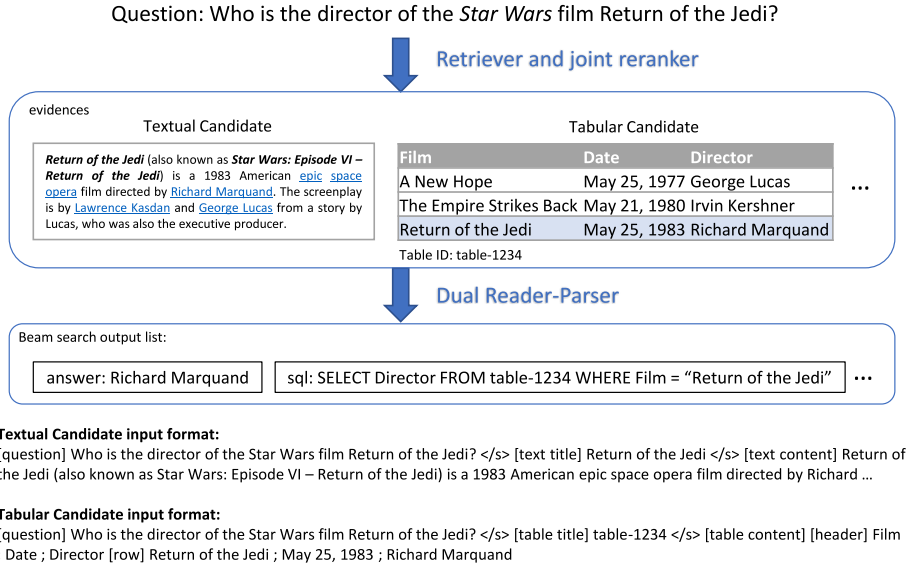 Question: Who is the director of the Star Wars film Return of the Jedi?
Retriever and joint reranker
evidences
Textual Candidate
Return of the Jedi (also known as Star Wars: Episode VI –
Return of the Jedi) is a 1983 American epic space
opera film directed by Richard Marquand. The screenplay
is by Lawrence Kasdan and George Lucas from a story by
Lucas, who was also the executive producer.
Tabular Candidate
Film Date Director
A New Hope May 25, 1977 George Lucas
The Empire Strikes Back May 21, 1980 Irvin Kershner
Return of the Jedi May 25, 1983 Richard Marquand
Table ID: table-1234
...
Dual Reader-Parser
Beam search output list:
answer: Richard Marquand
sql: SELECT Director FROM table-1234 WHERE Film = “Return of the Jedi”
...
Textual Candidate input format:
[question] Who is the director of the Star Wars film Return of the Jedi? </s> [text title] Return of the Jedi </s> [text content] Return of
the Jedi (also known as Star Wars: Episode VI – Return of the Jedi) is a 1983 American epic space opera film directed by Richard ...
Tabular Candidate input format:
[question] Who is the director of the Star Wars film Return of the Jedi? </s> [table title] table-1234 </s> [table content] [header] Film
; Date ; Director [row] Return of the Jedi ; May 25, 1983 ; Richard Marquand